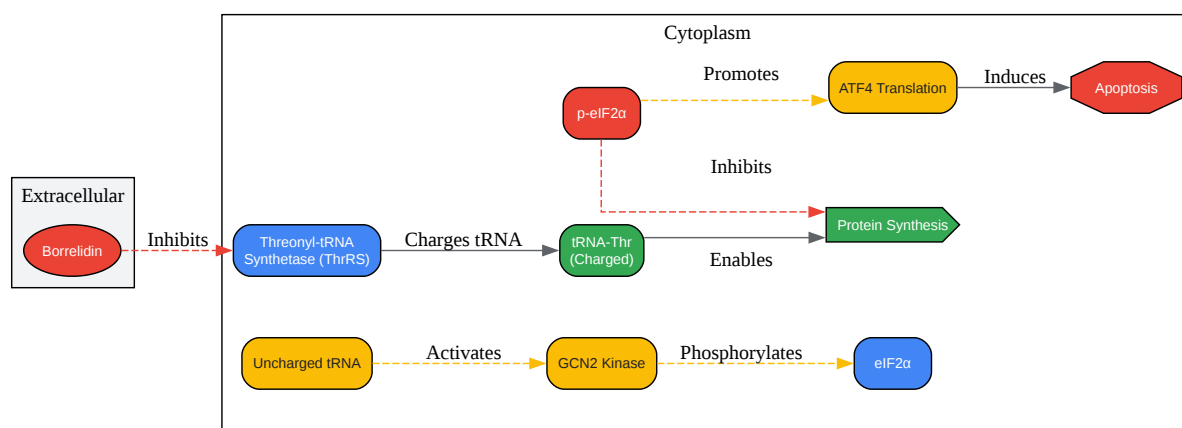 Cytoplasm
Promotes
ATF4 Translation
Induces
Apoptosis
p-eIF2α
Inhibits
Extracellular
Borrelidin
Inhibits
Threonyl-tRNA
Synthetase (ThrRS)
Charges tRNA
tRNA-Thr
(Charged)
Enables
Protein Synthesis
Uncharged tRNA
Activates
GCN2 Kinase
Phosphorylates
eIF2α